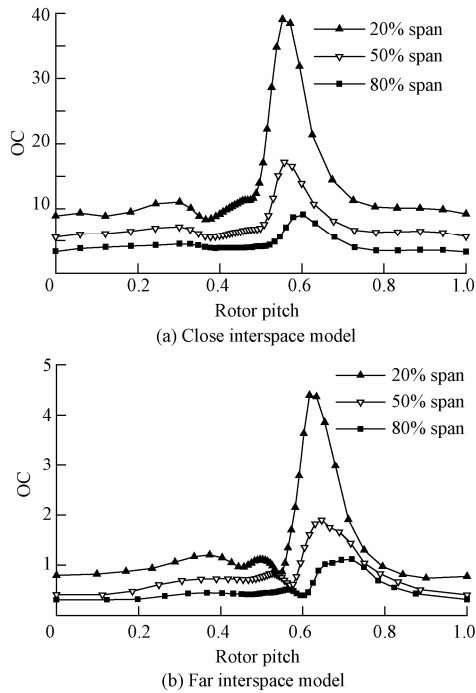 40
30
20
10
OC
20% span
50% span
80% span
0
0.2
0.4
0.6
0.8
1.0
Rotor pitch
(a) Close interspace model
5
4
3
2
1
OC
20% span
50% span
80% span
0
0.2
0.4
0.6
0.8
1.0
Rotor pitch
(b) Far interspace model